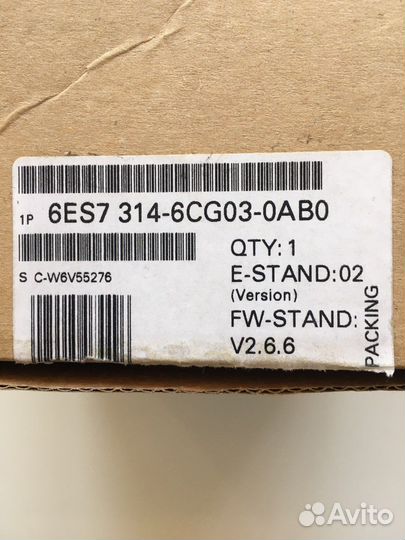 1P 6ES7 314-6CG03-0AB0
S C-W6V55276
QTY: 1
E-STAND:02
(Version)
FW-STAND:
V2.6.6
PACKING
Avito